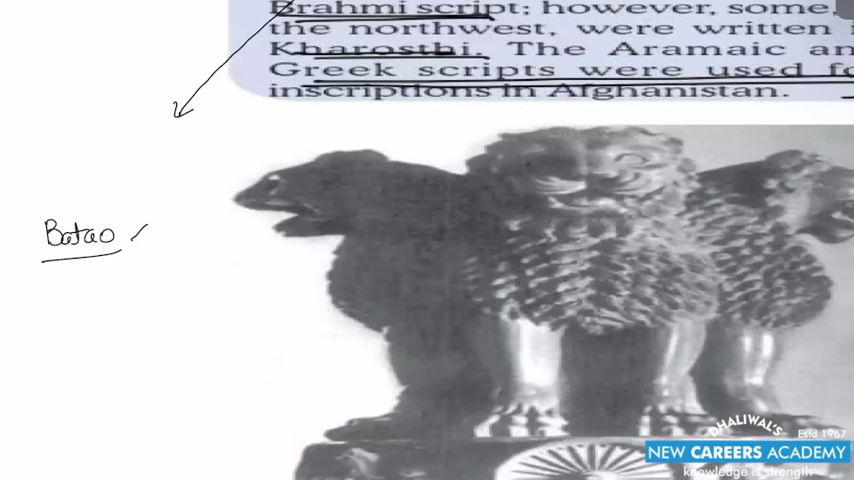 Brahmi script; however, some,
the northwest, were written
Kharosthi. The Aramaic an
Greek scripts were used fo
inscriptions in Afghanistan.
Batao
DHALIWAL'S
Estd 1967
NEW CAREERS ACADEMY
knowledge is strength